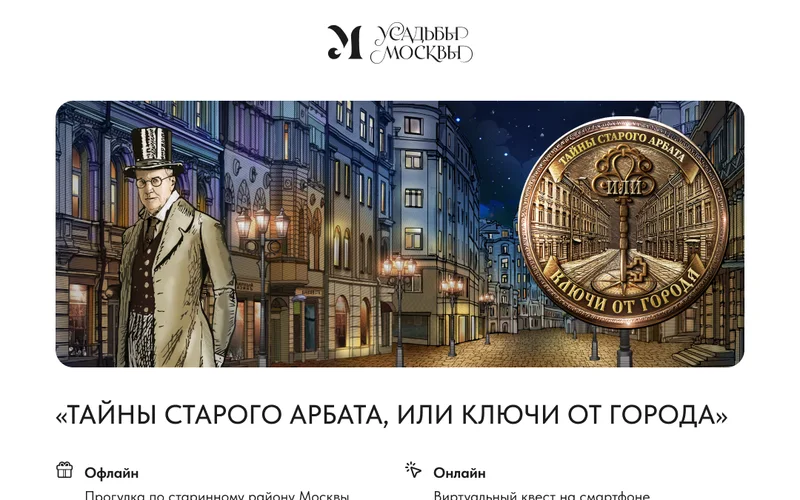 УСАДЬБЫ
МОСКВЫ
ТАЙНЫ СТАРОГО АРБАТА
ИЛИ
КЛЮЧИ ОТ ГОРОДА
«ТАЙНЫ СТАРОГО АРБАТА, ИЛИ КЛЮЧИ ОТ ГОРОДА»
Офлайн
Прогулка по старинному району Москвы
Онлайн
Виртуальный квест на смартфоне